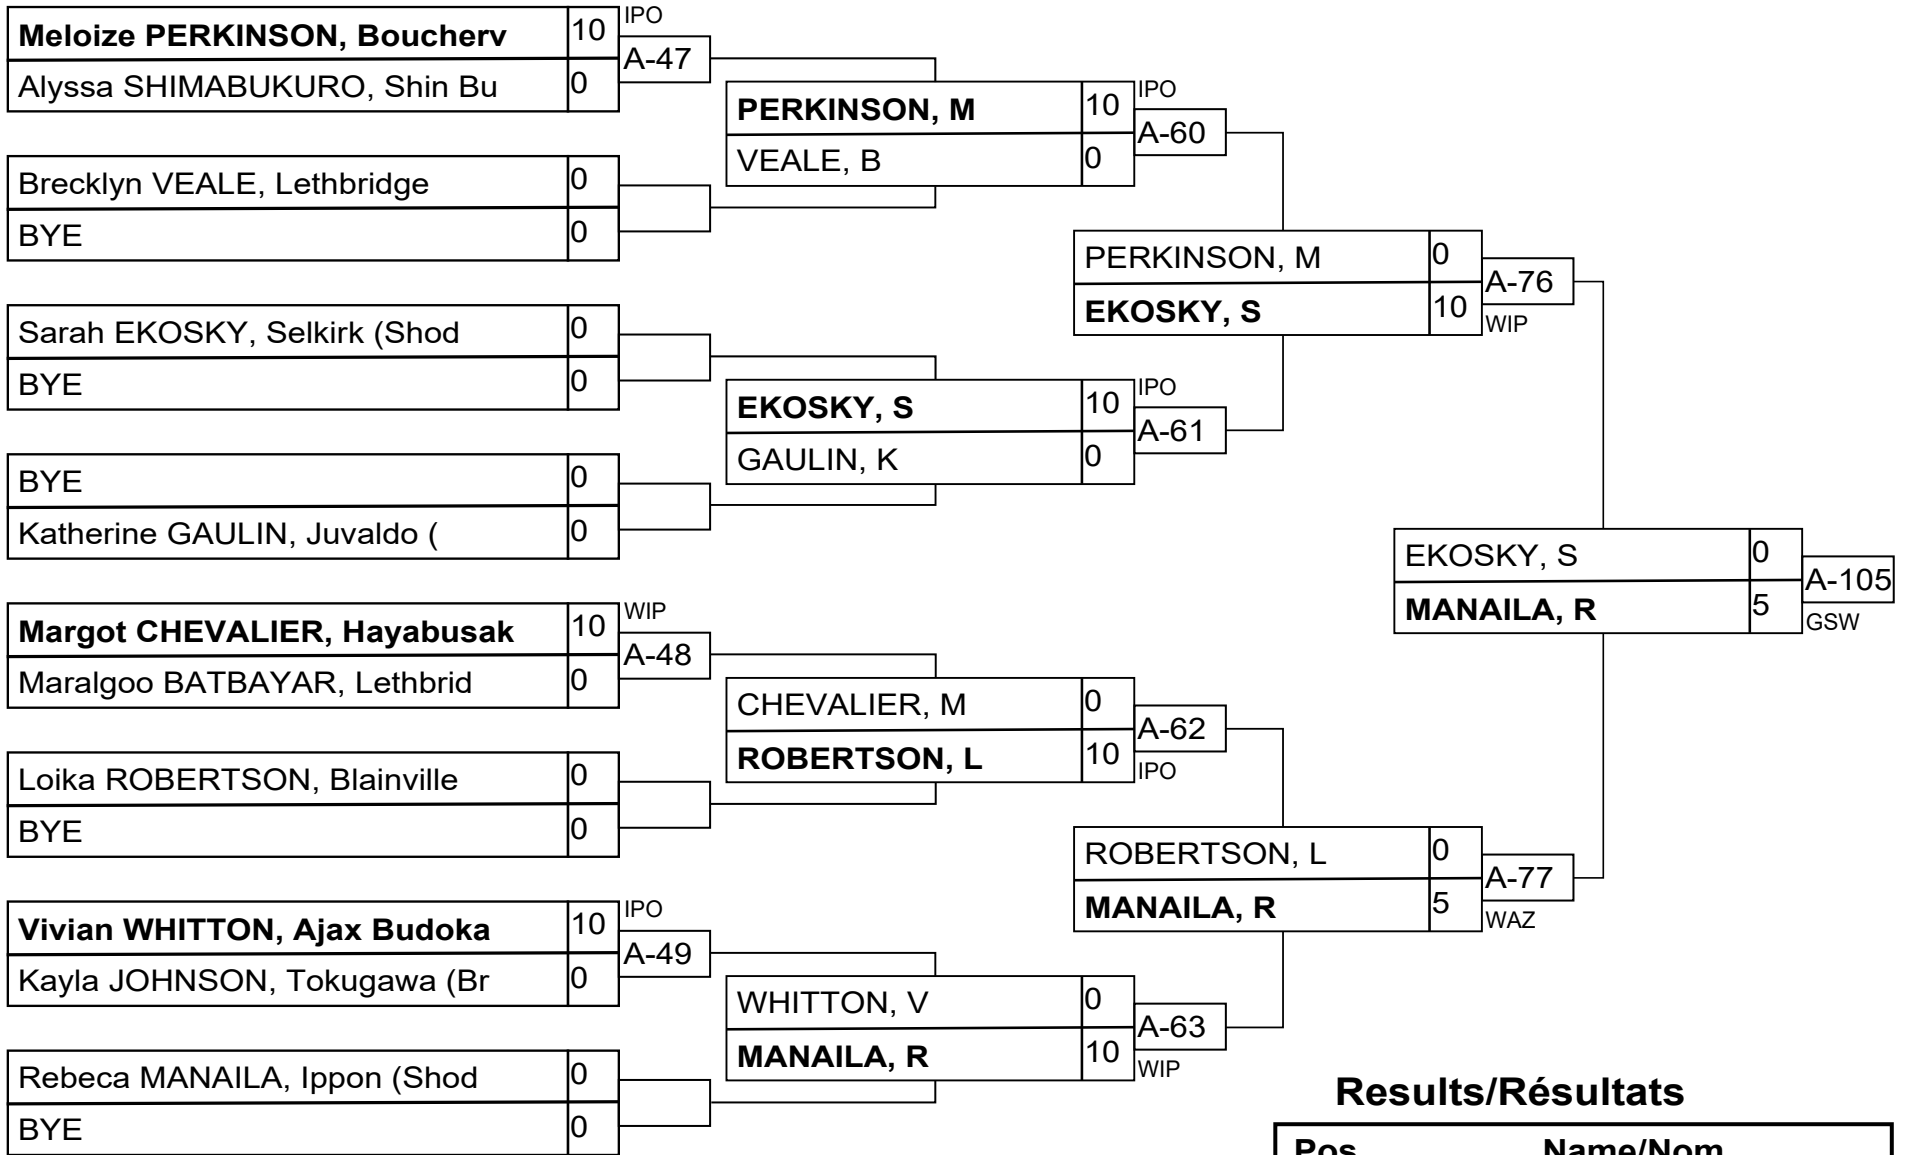 Meloize PERKINSON, Boucherv 10 IPO
A-47
Alyssa SHIMABUKURO, Shin Bu 0
Brecklyn VEALE, Lethbridge 0
BYE 0
Sarah EKOSKY, Selkirk (Shod 0
BYE 0
BYE 0
Katherine GAULIN, Juvaldo ( 0
Margot CHEVALIER, Hayabusak 10 WIP
A-48
Maralgoo BATBAYAR, Lethbrid 0
Loika ROBERTSON, Blainville 0
BYE 0
Vivian WHITTON, Ajax Budoka 10 IPO
A-49
Kayla JOHNSON, Tokugawa (Br 0
Rebeca MANAILA, Ippon (Shod 0
BYE 0
PERKINSON, M 10 IPO
A-60
VEALE, B 0
EKOSKY, S 10 IPO
A-61
GAULIN, K 0
CHEVALIER, M 0
A-62
ROBERTSON, L 10 IPO
WHITTON, V 0
A-63
MANAILA, R 10 WIP
PERKINSON, M 0
A-76
EKOSKY, S 10 WIP
ROBERTSON, L 0
A-77
MANAILA, R 5 WAZ
EKOSKY, S 0
A-105
MANAILA, R 5 GSW
Results/Résultats
Pos Name/Nom